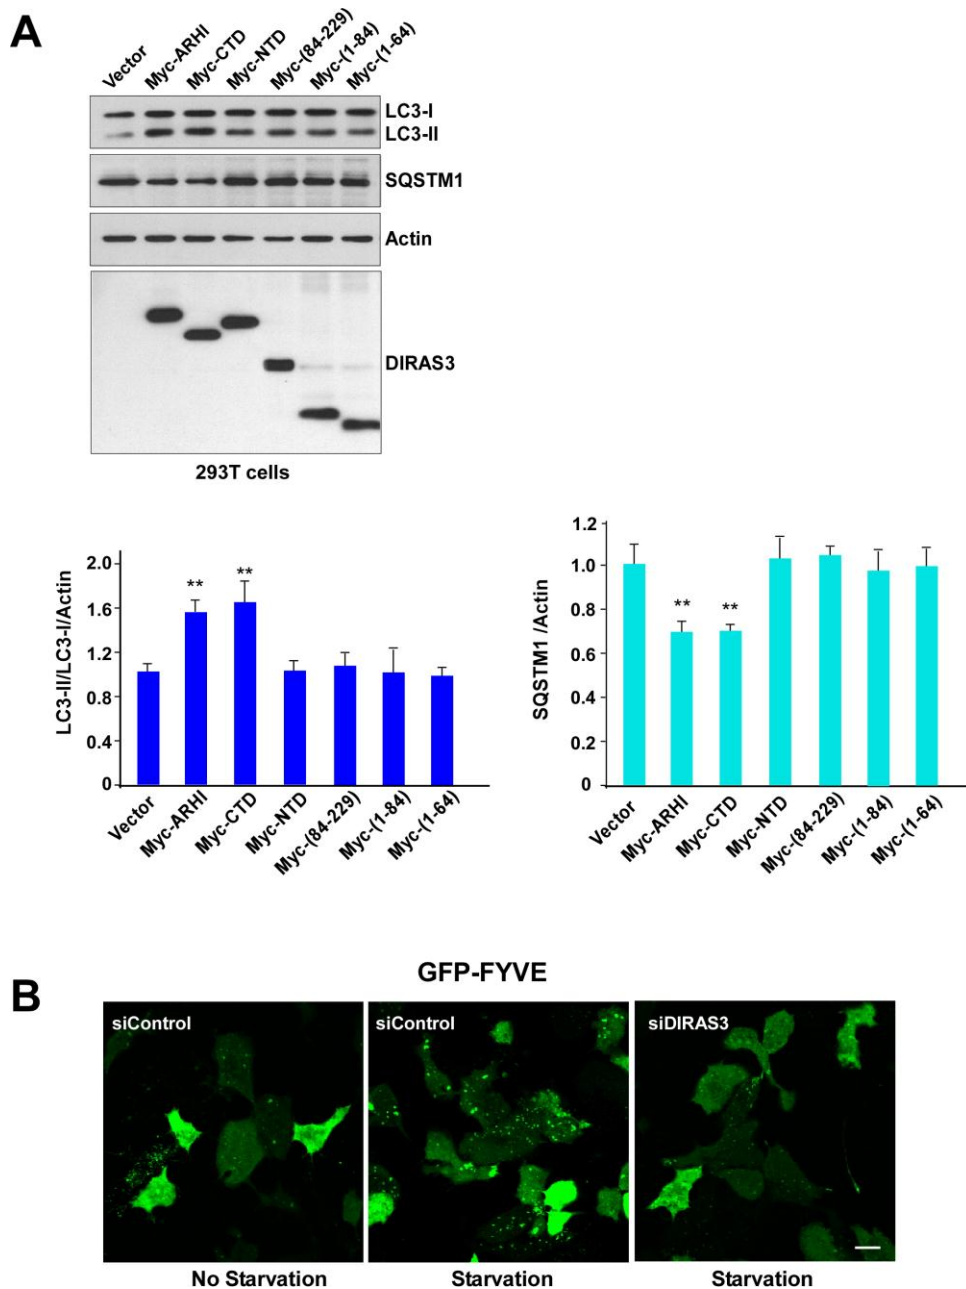 A
Vector Myc-ARHI Myc-CTD Myc-NTD Myc-(84-229) Myc-(1-84) Myc-(1-64)
LC3-I
LC3-II
SQSTM1
Actin
DIRAS3
293T cells
LC3-II/LC3-I/Actin
2.0
1.6
1.2
0.8
0.4
0
** **
Vector Myc-ARHI Myc-CTD Myc-NTD Myc-(84-229) Myc-(1-84) Myc-(1-64)
SQSTM1 /Actin
1.2
1.0
0.8
0.6
0.4
0.2
0
** **
Vector Myc-ARHI Myc-CTD Myc-NTD Myc-(84-229) Myc-(1-84) Myc-(1-64)
B
GFP-FYVE
siControl siControl siDIRAS3
No Starvation Starvation Starvation